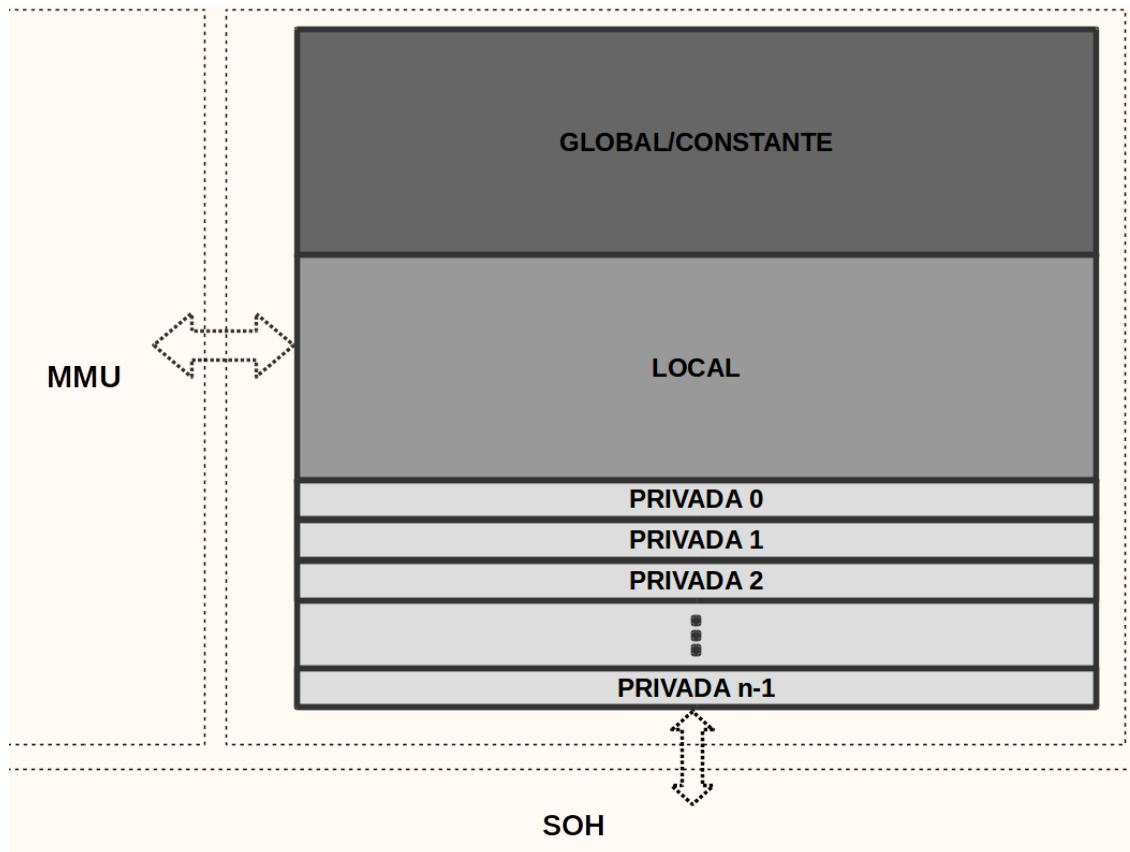 GLOBAL/CONSTANTE
LOCAL
MMU
PRIVADA 0
PRIVADA 1
PRIVADA 2
PRIVADA n-1
SOH